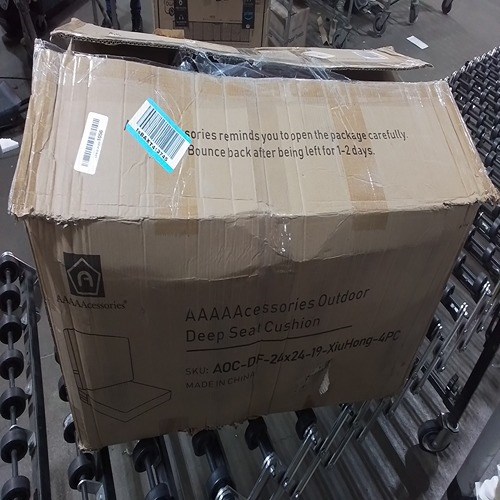 sories reminds you to open the package carefully.
Bounce back after being left for 1-2 days.
A
AAAAAcessories
AAAAAcessories Outdoor
Deep Seat Cushion
SKU: AOC-DF-24x24-19-XiuHong-4PC
MADE IN CHINA